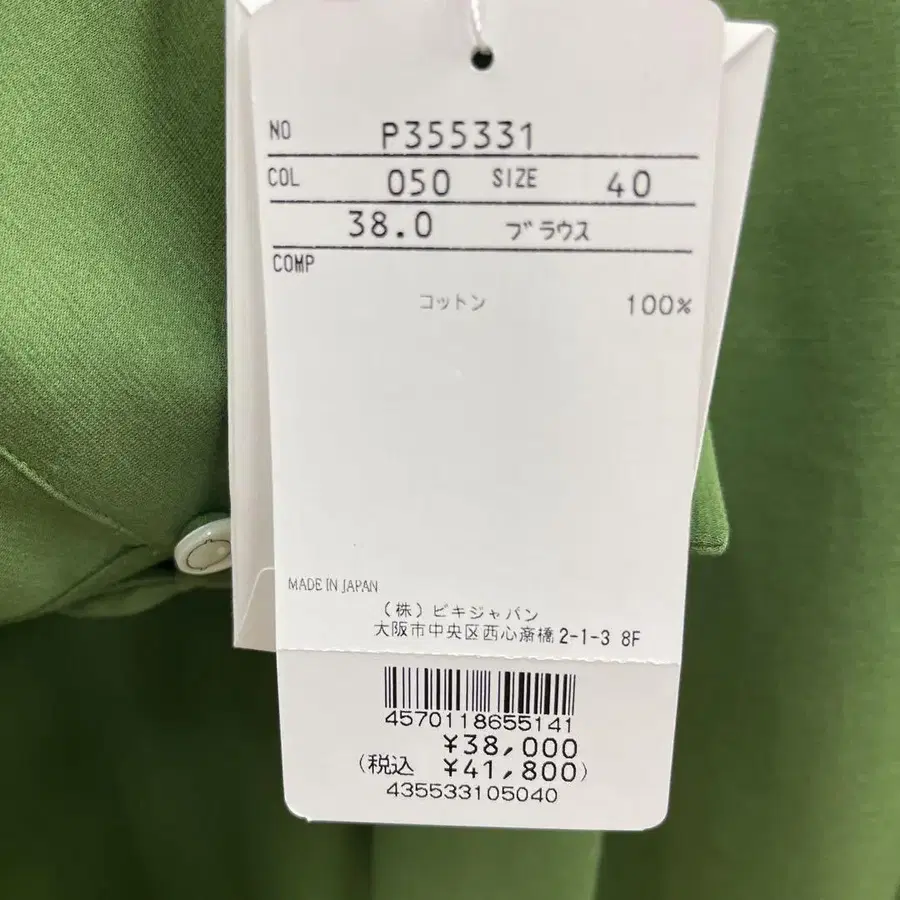 NO P355331
COL 050 SIZE 40
38.0 ブラウス
COMP
コットン 100%
MADE IN JAPAN
(株)ビキジャパン
大阪市中央区西心斎橋2-1-3 8F
4570118655141
¥38,000
(税込 ¥41,800)
435533105040